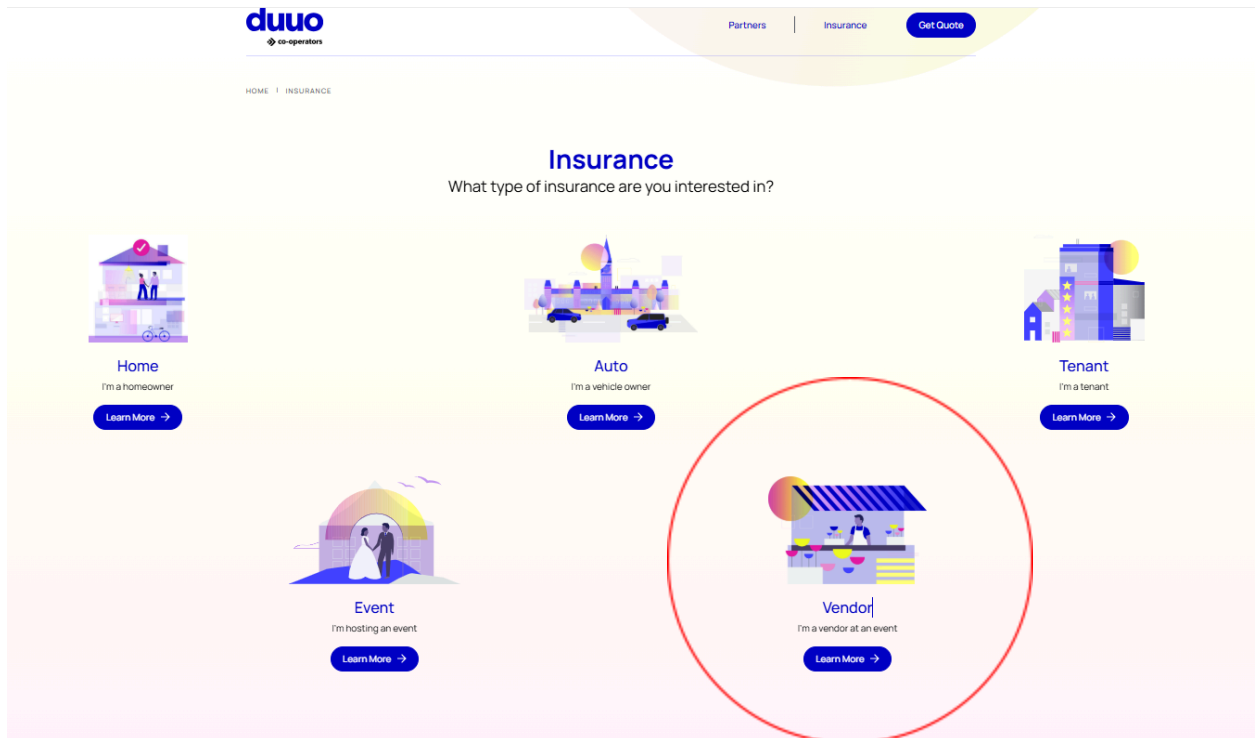 duuo
co-operators
Partners Insurance Get Quote
HOME INSURANCE
Insurance
What type of insurance are you interested in?
Home
I'm a homeowner
Learn More →
Auto
I'm a vehicle owner
Learn More →
Tenant
I'm a tenant
Learn More →
Event
I'm hosting an event
Learn More →
Vendor
I'm a vendor at an event
Learn More →